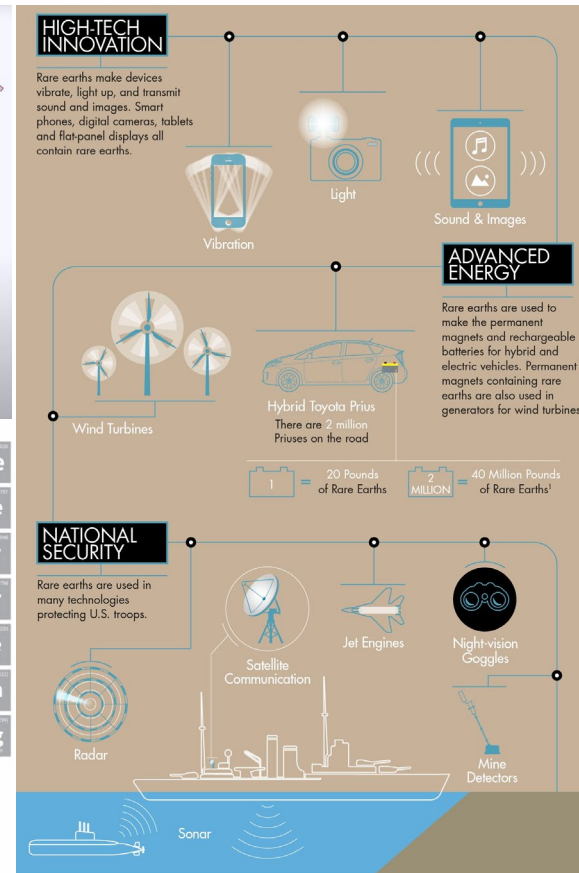 HIGH-TECH
INNOVATION
Rare earths make devices
vibrate, light up, and transmit
sound and images. Smart
phones, digital cameras, tablets
and flat-panel displays all
contain rare earths.
Vibration
Light
Sound & Images
ADVANCED
ENERGY
Rare earths are used to
make the permanent
magnets and rechargeable
batteries for hybrid and
electric vehicles. Permanent
magnets containing rare
earths are also used in
generators for wind turbines
Wind Turbines
Hybrid Toyota Prius
There are 2 million
Priuses on the road
1 = 20 Pounds
of Rare Earths
2
MILLION = 40 Million Pounds
of Rare Earths¹
NATIONAL
SECURITY
Rare earths are used in
many technologies
protecting U.S. troops.
Radar
Satellite
Communication
Jet Engines
Night-vision
Goggles
Mine
Detectors
Sonar